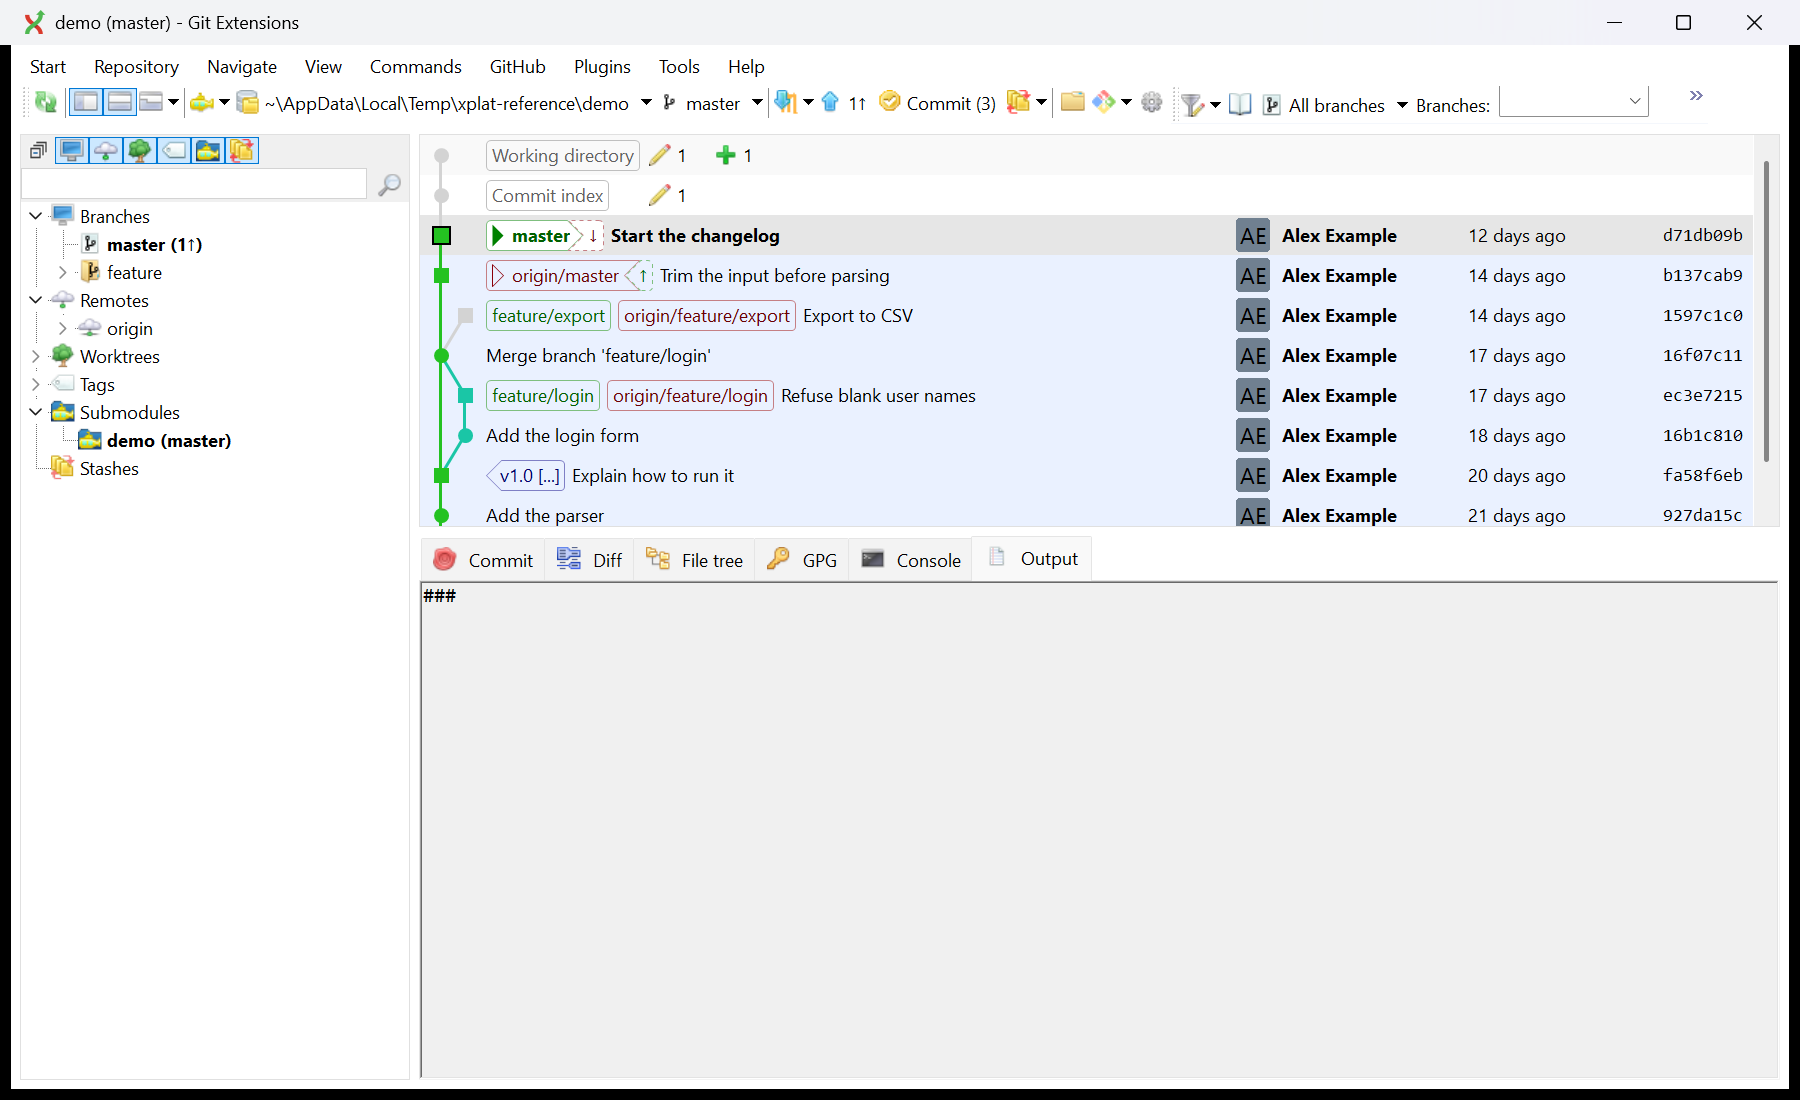 demo (master) - Git Extensions
Start Repository Navigate View Commands GitHub Plugins Tools Help
~\AppData\Local\Temp\xplat-reference\demo master 1↑ Commit (3) All branches Branches: »
Working directory 1 1
Commit index 1
master ↓ Start the changelog AE Alex Example 12 days ago d71db09b
origin/master ↑ Trim the input before parsing AE Alex Example 14 days ago b137cab9
feature/export origin/feature/export Export to CSV AE Alex Example 14 days ago 1597c1c0
Merge branch 'feature/login' AE Alex Example 17 days ago 16f07c11
feature/login origin/feature/login Refuse blank user names AE Alex Example 17 days ago ec3e7215
Add the login form AE Alex Example 18 days ago 16b1c810
v1.0 [...] Explain how to run it AE Alex Example 20 days ago fa58f6eb
Add the parser AE Alex Example 21 days ago 927da15c
Branches
master (1↑)
feature
Remotes
origin
Worktrees
Tags
Submodules
demo (master)
Stashes
Commit Diff File tree GPG Console Output
###